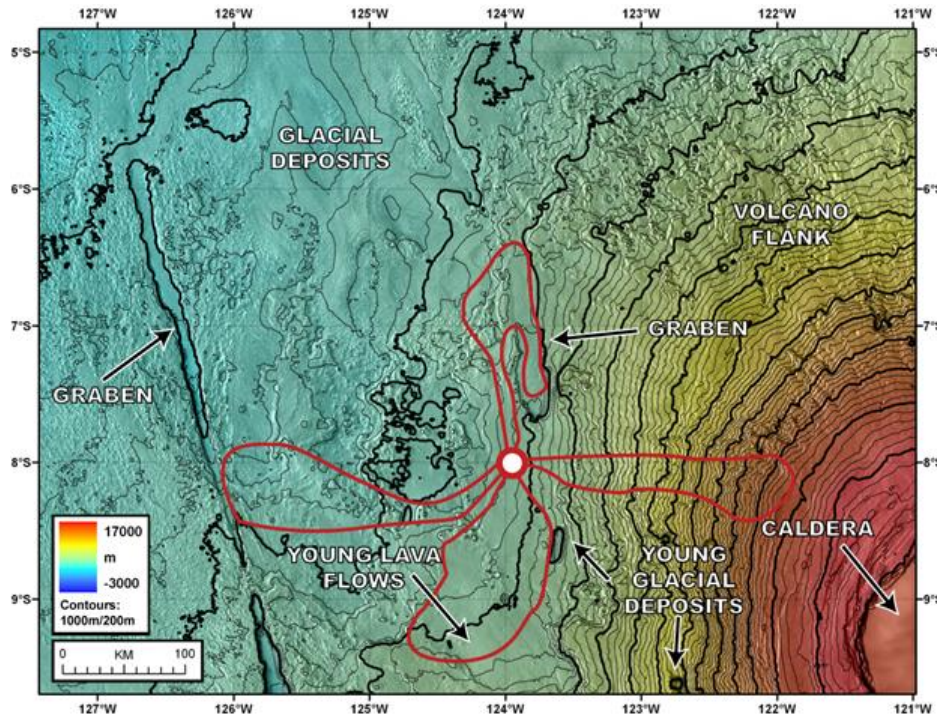 127°W 126°W 125°W 124°W 123°W 122°W 121°W
5°S 5°S
GLACIAL
DEPOSITS
6°S 6°S
VOLCANO
FLANK
7°S 7°S
GRABEN
GRABEN
8°S 8°S
17000
m
-3000
Contours:
1000m/200m
YOUNG LAVA
FLOWS
YOUNG
GLACIAL
DEPOSITS
CALDERA
9°S 9°S
KM
0 100
127°W 126°W 125°W 124°W 123°W 122°W 121°W